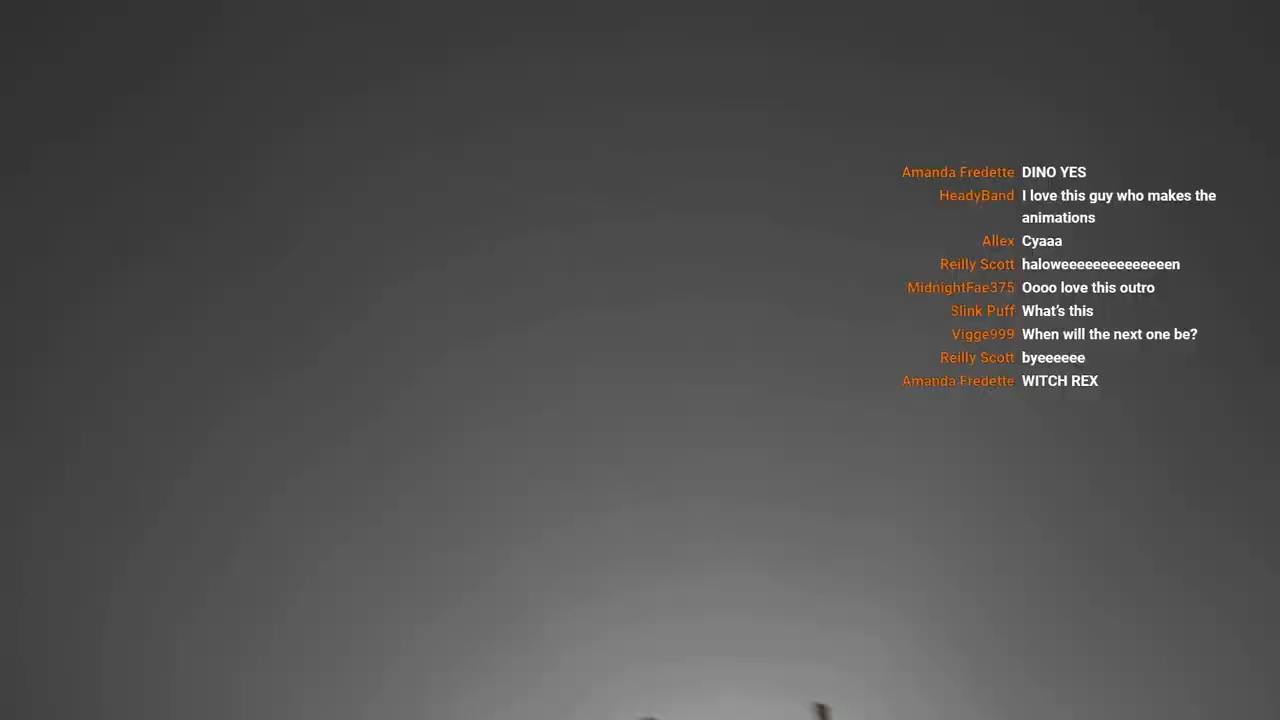 Amanda Fredette DINO YES
HeadyBand I love this guy who makes the
animations
Allex Cyaaa
Reilly Scott haloweeeeeeeeeeeeeen
MidnightFae375 Oooo love this outro
Slink Puff What's this
Vigge999 When will the next one be?
Reilly Scott byeeeeee
Amanda Fredette WITCH REX